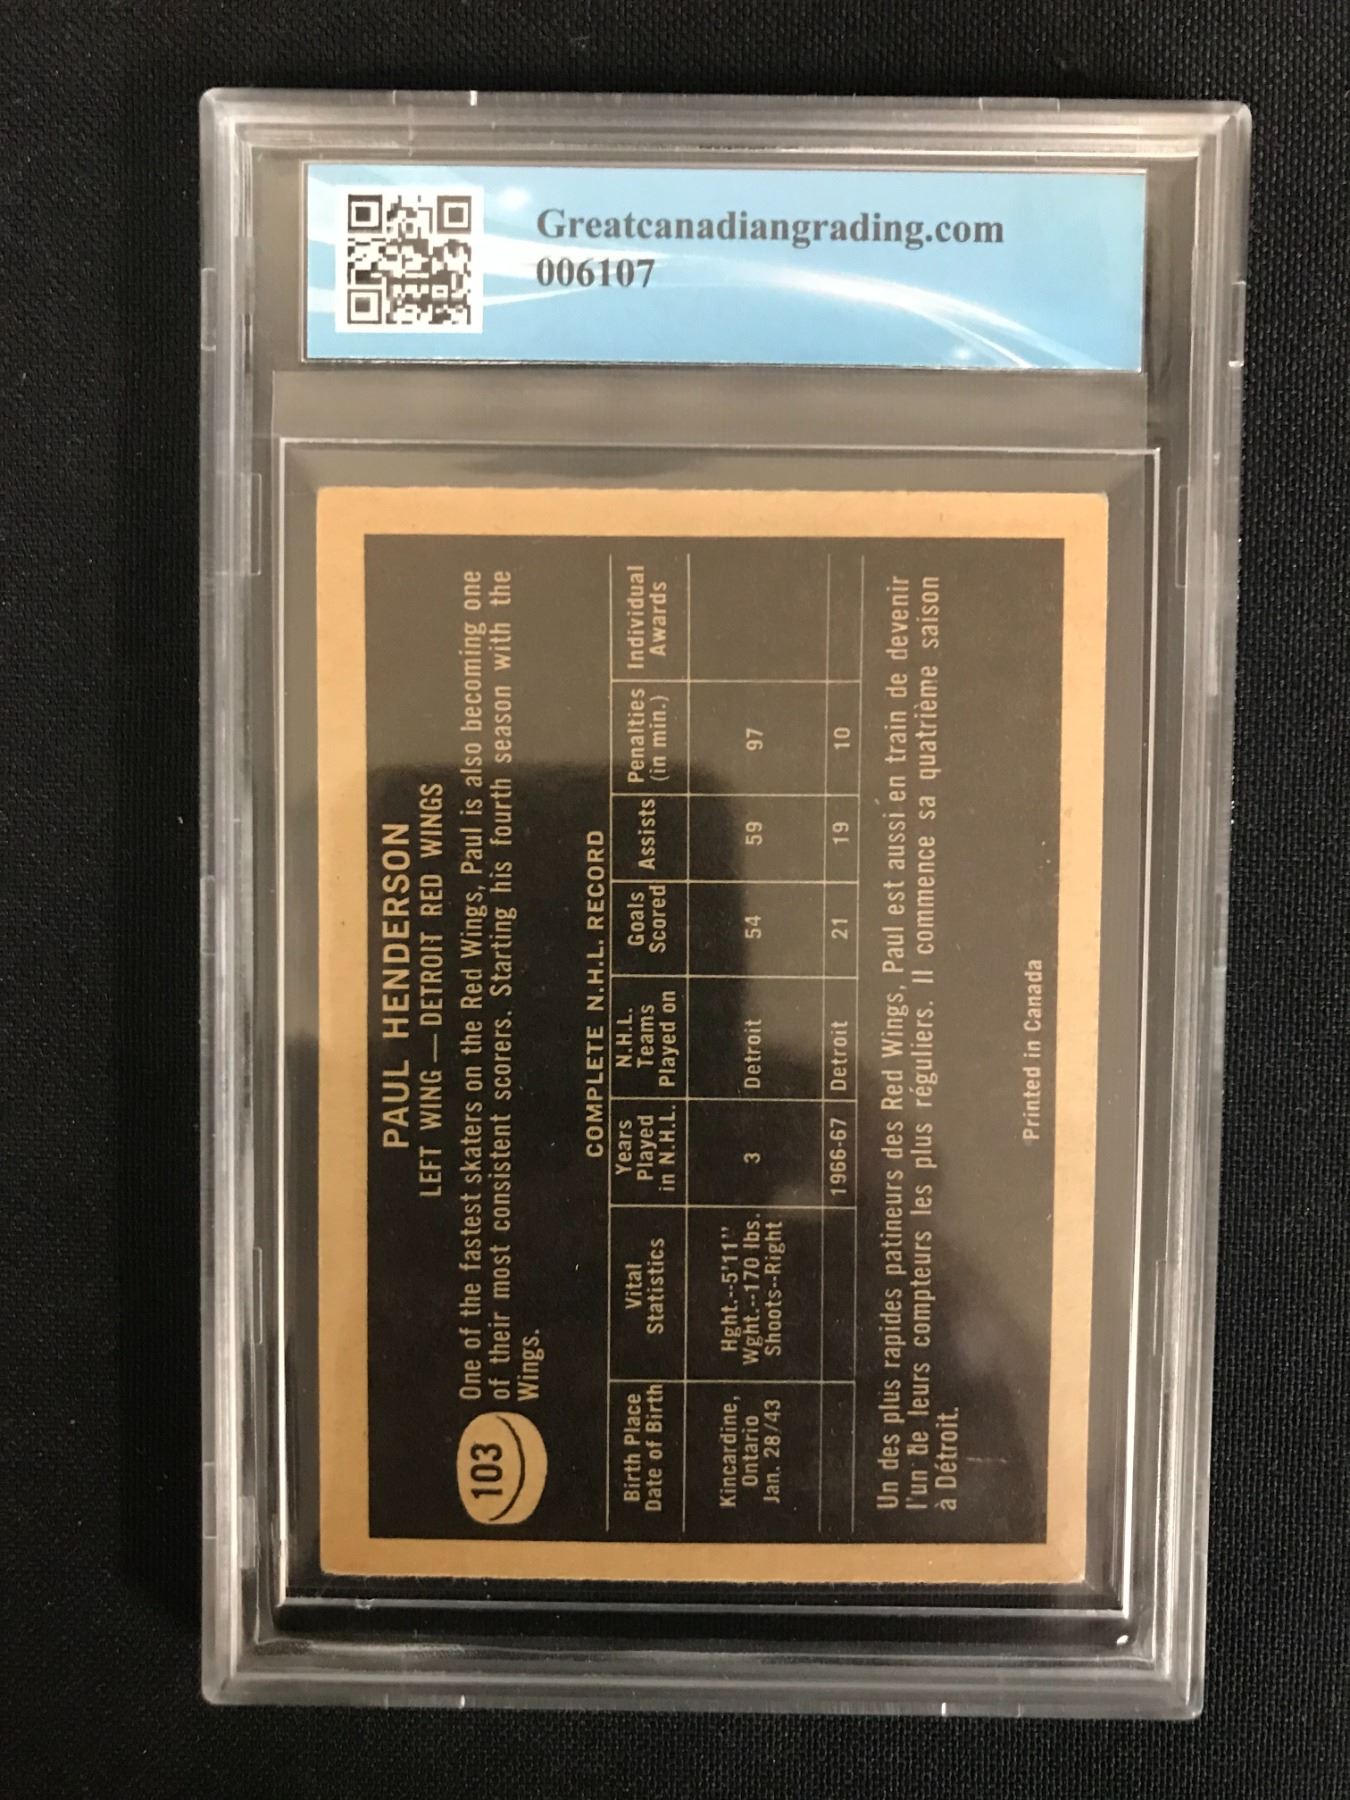 Greatcanadiangrading.com
006107
PAUL HENDERSON
LEFT WING — DETROIT RED WINGS
103
One of the fastest skaters on the Red Wings, Paul is also becoming one
of their most consistent scorers. Starting his fourth season with the
Wings.
COMPLETE N.H.L. RECORD
Birth Place Date of Birth | Vital Statistics | Years Played in N.H.L. | N.H.L. Teams Played on | Goals Scored | Assists | Penalties (in min.) | Individual Awards
Kincardine, Ontario Jan. 28/43 | Hght.--5'11" Wght.--170 lbs. Shoots--Right | 3 | Detroit | 54 | 59 | 97
1966-67 | Detroit | 21 | 19 | 10
Un des plus rapides patineurs des Red Wings, Paul est aussi en train de devenir
l'un de leurs compteurs les plus réguliers. Il commence sa quatrième saison
à Détroit.
Printed in Canada